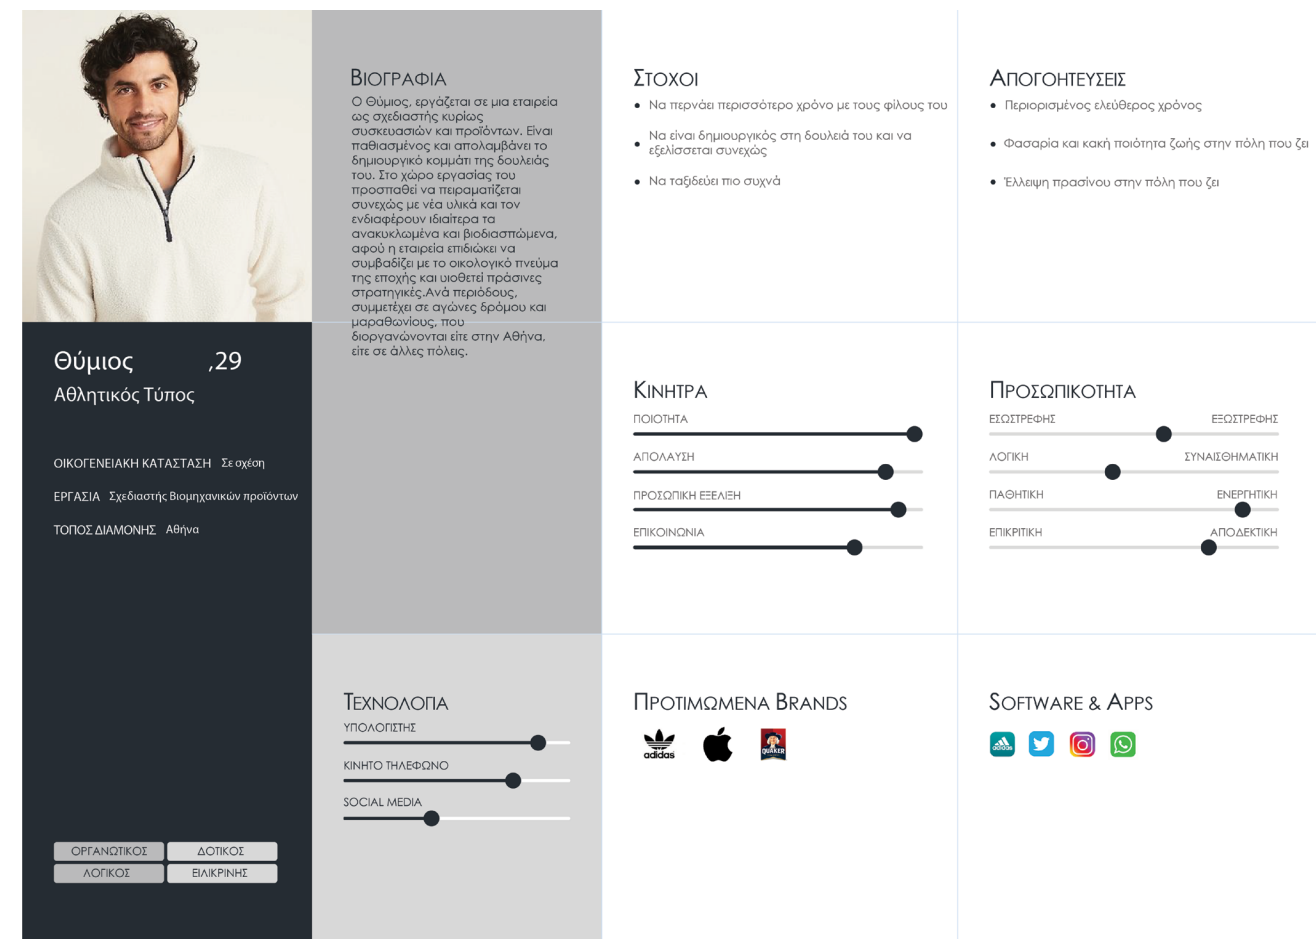 ΒΙΟΓΡΑΦΙΑ
Ο Θύμιος, εργάζεται σε μια εταιρεία
ως σχεδιαστής κυρίως
συσκευασιών και προϊόντων. Είναι
παθιασμένος και απολαμβάνει το
δημιουργικό κομμάτι της δουλειάς
του. Στο χώρο εργασίας του
προσπαθεί να πειραματίζεται
συνεχώς με νέα υλικά και τον
ενδιαφέρουν ιδιαίτερα τα
ανακυκλωμένα και βιοδιασπώμενα,
αφού η εταιρεία επιδιώκει να
συμβαδίζει με το οικολογικό πνεύμα
της εποχής και υιοθετεί πράσινες
στρατηγικές.Ανά περιόδους,
συμμετέχει σε αγώνες δρόμου και
μαραθωνίους, που
διοργανώνονται είτε στην Αθήνα,
είτε σε άλλες πόλεις.
ΣΤΟΧΟΙ
• Να περνάει περισσότερο χρόνο με τους φίλους του
• Να είναι δημιουργικός στη δουλειά του και να
εξελίσσεται συνεχώς
• Να ταξιδεύει πιο συχνά
ΑΠΟΓΟΗΤΕΥΣΕΙΣ
• Περιορισμένος ελεύθερος χρόνος
• Φασαρία και κακή ποιότητα ζωής στην πόλη που ζει
• Έλλειψη πρασίνου στην πόλη που ζει
Θύμιος ,29
Αθλητικός Τύπος
ΟΙΚΟΓΕΝΕΙΑΚΗ ΚΑΤΑΣΤΑΣΗ Σε σχέση
ΕΡΓΑΣΙΑ Σχεδιαστής Βιομηχανικών προϊόντων
ΤΟΠΟΣ ΔΙΑΜΟΝΗΣ Αθήνα
ΟΡΓΑΝΩΤΙΚΟΣ ΔΟΤΙΚΟΣ
ΛΟΓΙΚΟΣ ΕΙΛΙΚΡΙΝΗΣ
ΚΙΝΗΤΡΑ
ΠΟΙΟΤΗΤΑ
ΑΠΟΛΑΥΣΗ
ΠΡΟΣΩΠΙΚΗ ΕΞΕΛΙΞΗ
ΕΠΙΚΟΙΝΩΝΙΑ
ΠΡΟΣΩΠΙΚΟΤΗΤΑ
ΕΣΩΣΤΡΕΦΗΣ ΕΞΩΣΤΡΕΦΗΣ
ΛΟΓΙΚΗ ΣΥΝΑΙΣΘΗΜΑΤΙΚΗ
ΠΑΘΗΤΙΚΗ ΕΝΕΡΓΗΤΙΚΗ
ΕΠΙΚΡΙΤΙΚΗ ΑΠΟΔΕΚΤΙΚΗ
ΤΕΧΝΟΛΟΓΙΑ
ΥΠΟΛΟΓΙΣΤΗΣ
ΚΙΝΗΤΟ ΤΗΛΕΦΩΝΟ
SOCIAL MEDIA
ΠΡΟΤΙΜΩΜΕΝΑ BRANDS
adidas
QUAKER
SOFTWARE & APPS
adidas